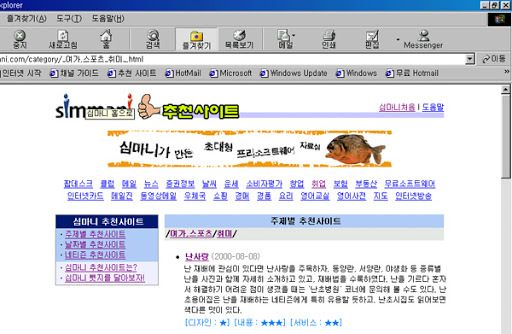 xplorer
즐겨찾기(A) 도구(T) 도움말(H)
중지 새로고침 홈 검색 즐겨찾기 목록보기 메일 인쇄 편집 Messenger
ani.com/category/_여가,스포츠_취미_.html 이동
인터넷 시작 채널 가이드 추천 사이트 HotMail Microsoft Windows Update Windows 무료 Hotmail
simmani 추천사이트
심마니 홈으로
심마니처음 | 도움말
심마니가 만든 초대형 프리소프트웨어 자료실
팝데스크 클럽 메일 뉴스 증권정보 날씨 운세 소비자평가 창업 취업 보험 부동산 무료소프트웨어
인터넷카드 메일진 동영상메일 우체국 쇼핑 경매 경품 요리 영어교실 영어사전 지도 인터넷방송
심마니 추천사이트
· 주제별 추천사이트
· 날짜별 추천사이트
· 네티즌 추천사이트
· 심마니 추천사이트는?
· 심마니 뱃지를 달아보자!
주제별 추천사이트
/여가,스포츠/취미/
난사랑 (2000-08-08)
난 재배에 관심이 있다면 난사랑을 주목하자. 동양란, 서양란, 야생화 등 종류별
난을 사진과 함께 자세히 소개하고 있고, 재배법을 수록하였다. 난을 기르다 혼자
서 해결하기 어려운 점이 생겼을 때는 '난초병원' 코너에 문의해 볼 수도 있다. 난
초용어집은 난을 재배하는 네티즌에게 특히 유용할 듯하고, 난초시집도 읽어보면
색다른 맛이 있다.
[디자인 : ★] [내용 : ★★★] [서비스 : ★★]